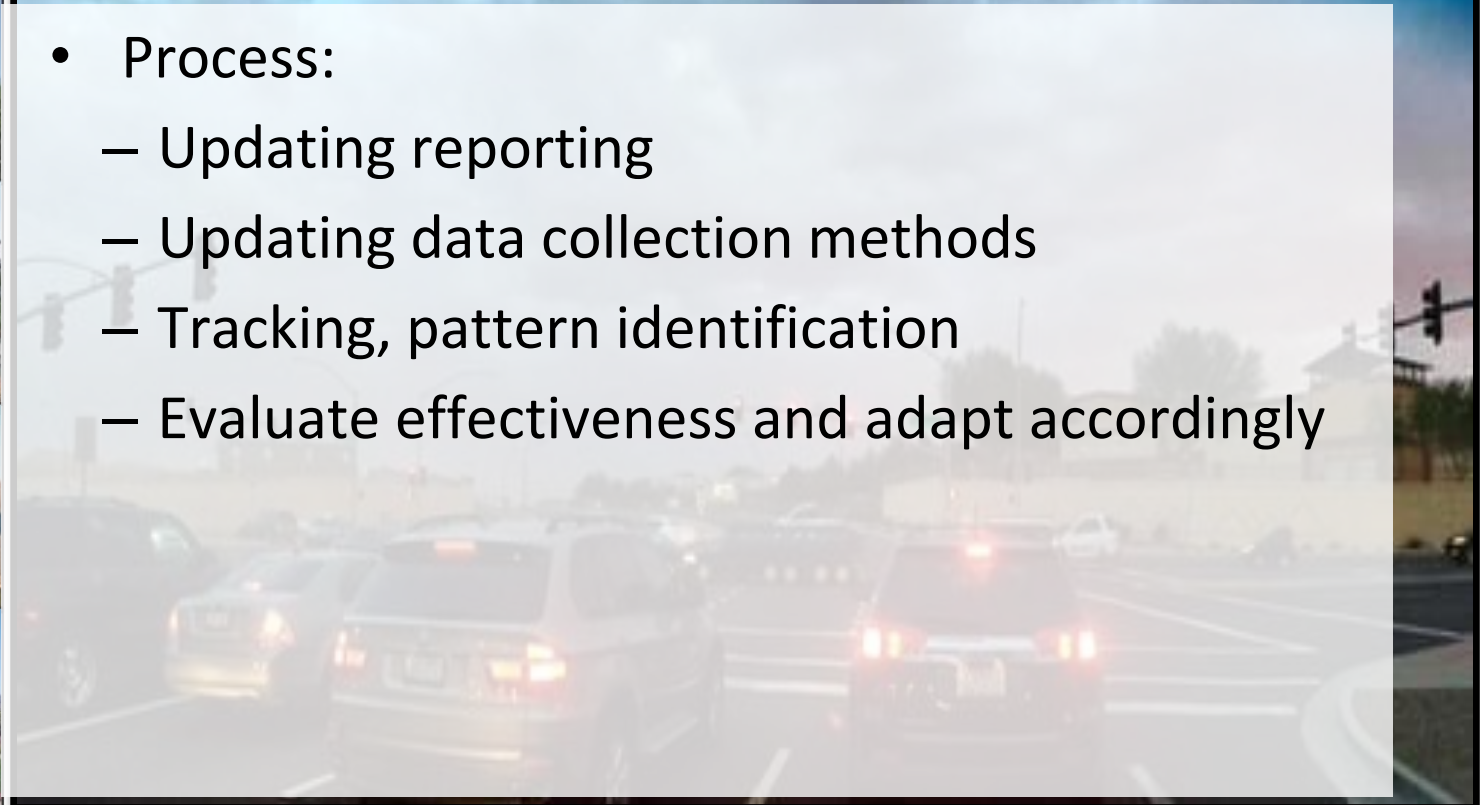 • Process:
– Updating reporting
– Updating data collection methods
– Tracking, pattern identification
– Evaluate effectiveness and adapt accordingly